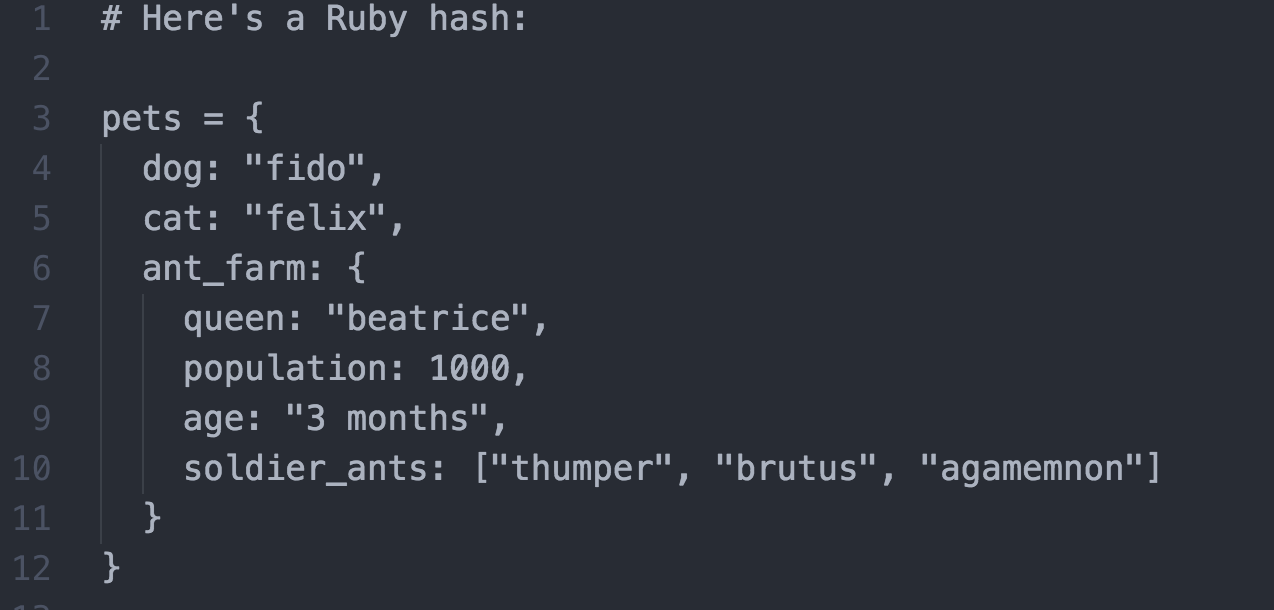 1 # Here's a Ruby hash:
2
3 pets = {
4   dog: "fido",
5   cat: "felix",
6   ant_farm: {
7     queen: "beatrice",
8     population: 1000,
9     age: "3 months",
10     soldier_ants: ["thumper", "brutus", "agamemnon"]
11   }
12 }